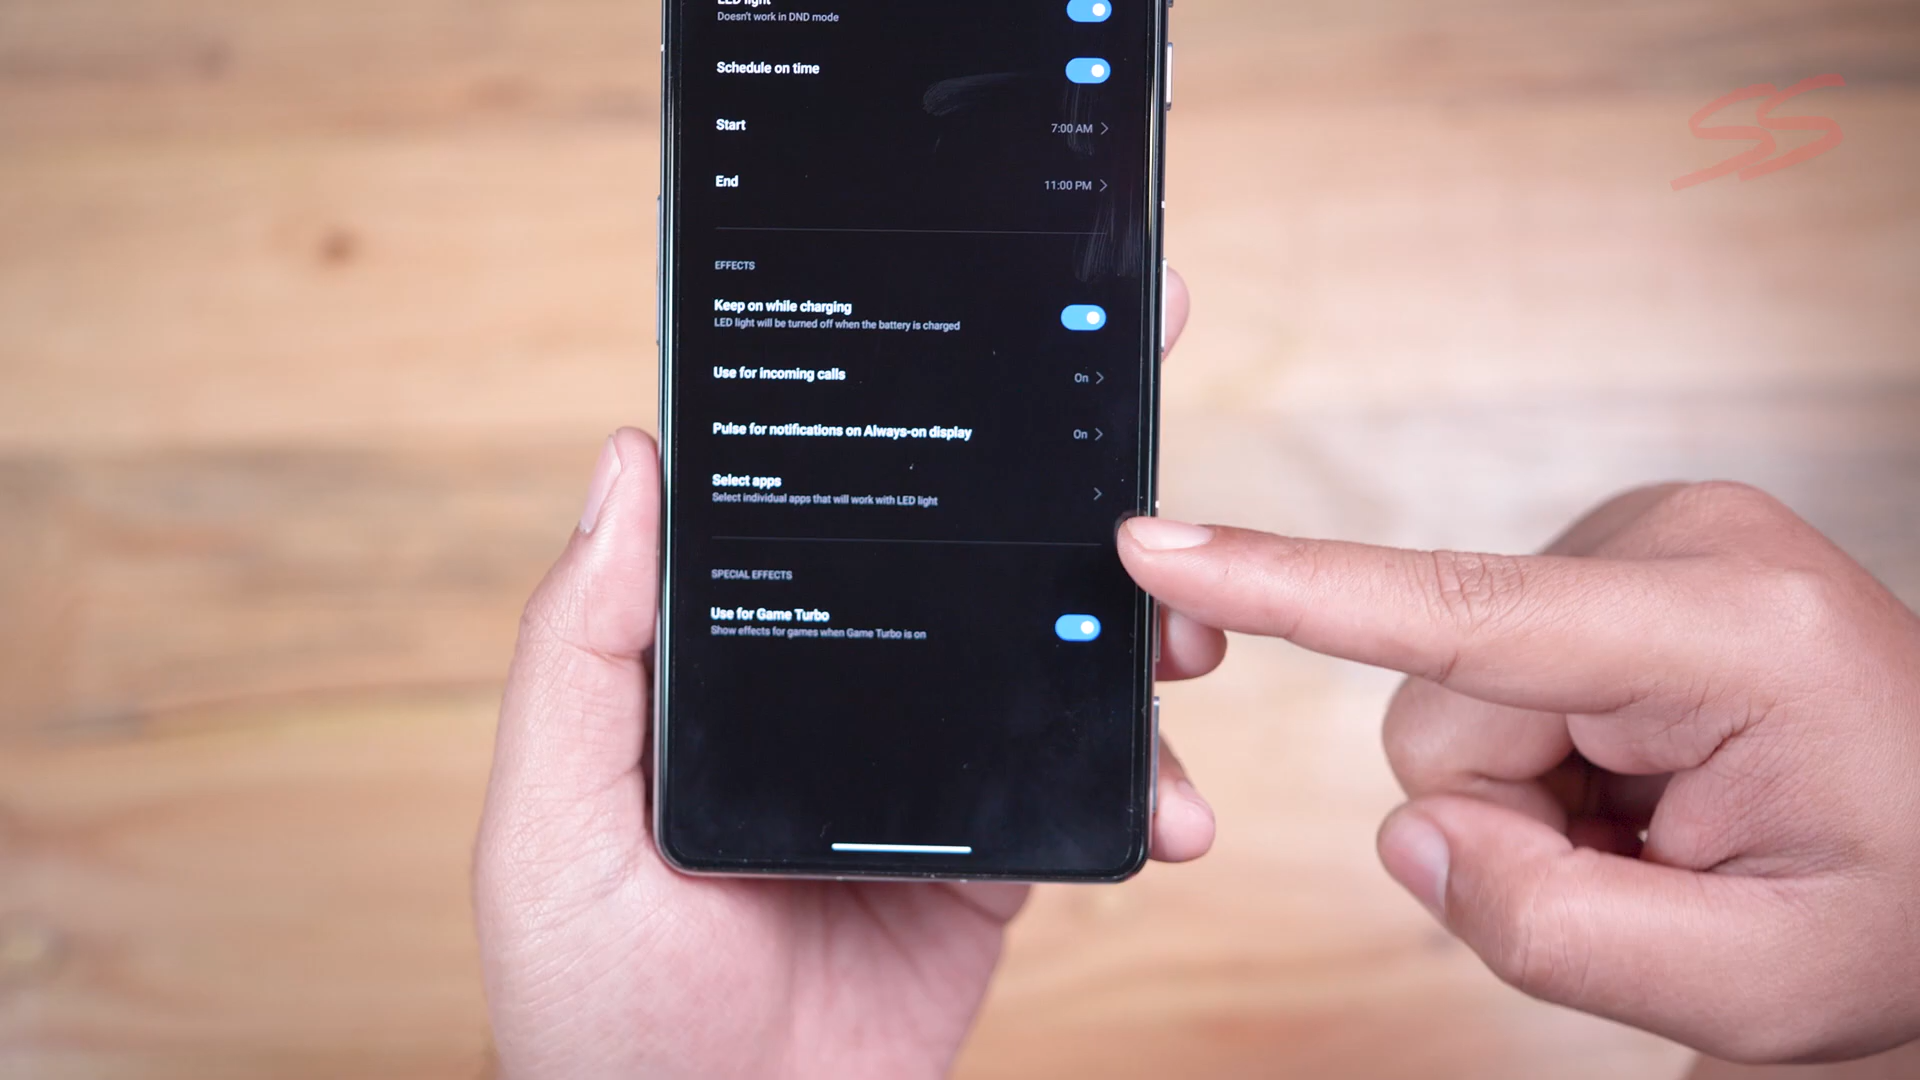 LED light
Doesn't work in DND mode
Schedule on time
Start
7:00 AM
End
11:00 PM
EFFECTS
Keep on while charging
LED light will be turned off when the battery is charged
Use for incoming calls
On
Pulse for notifications on Always-on display
On
Select apps
Select individual apps that will work with LED light
SPECIAL EFFECTS
Use for Game Turbo
Show effects for games when Game Turbo is on
SS